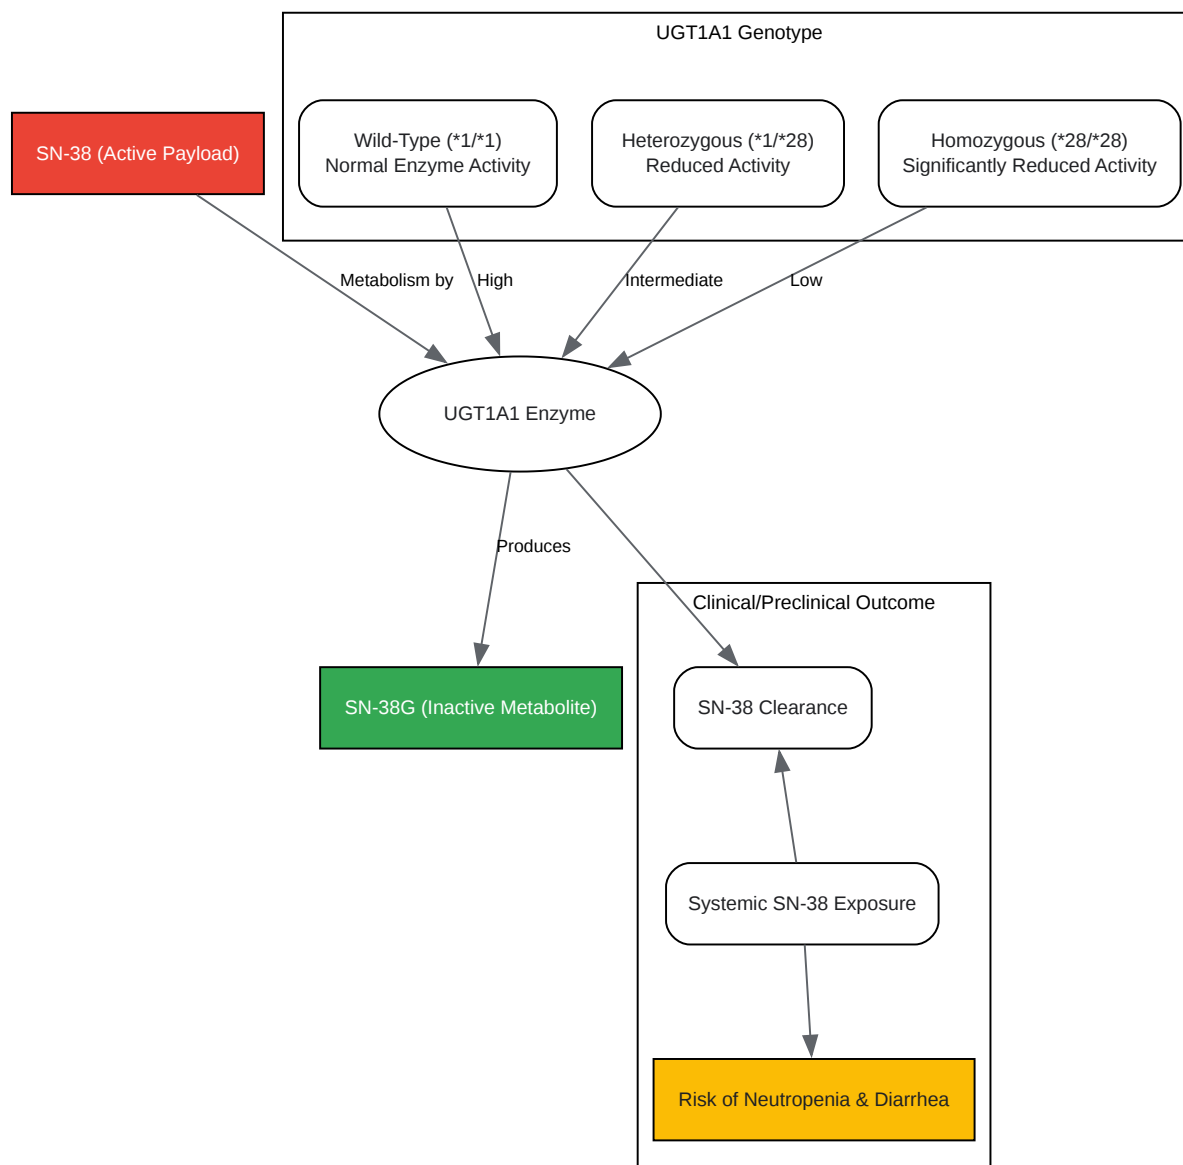 UGT1A1 Genotype
SN-38 (Active Payload)
Wild-Type (*1/*1)
Normal Enzyme Activity
Heterozygous (*1/*28)
Reduced Activity
Homozygous (*28/*28)
Significantly Reduced Activity
Metabolism by
High
Intermediate
Low
UGT1A1 Enzyme
Produces
Clinical/Preclinical Outcome
SN-38G (Inactive Metabolite)
SN-38 Clearance
Systemic SN-38 Exposure
Risk of Neutropenia & Diarrhea